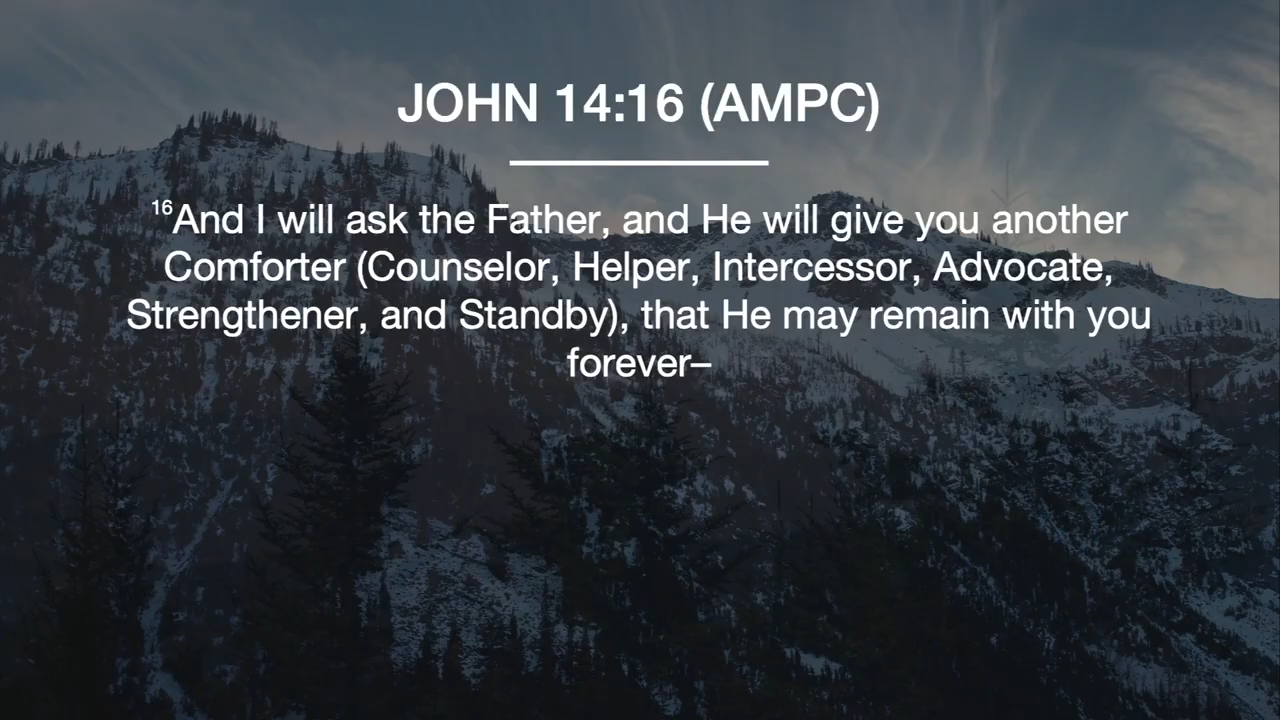 JOHN 14:16 (AMPC)
16And I will ask the Father, and He will give you another
Comforter (Counselor, Helper, Intercessor, Advocate,
Strengthener, and Standby), that He may remain with you
forever–